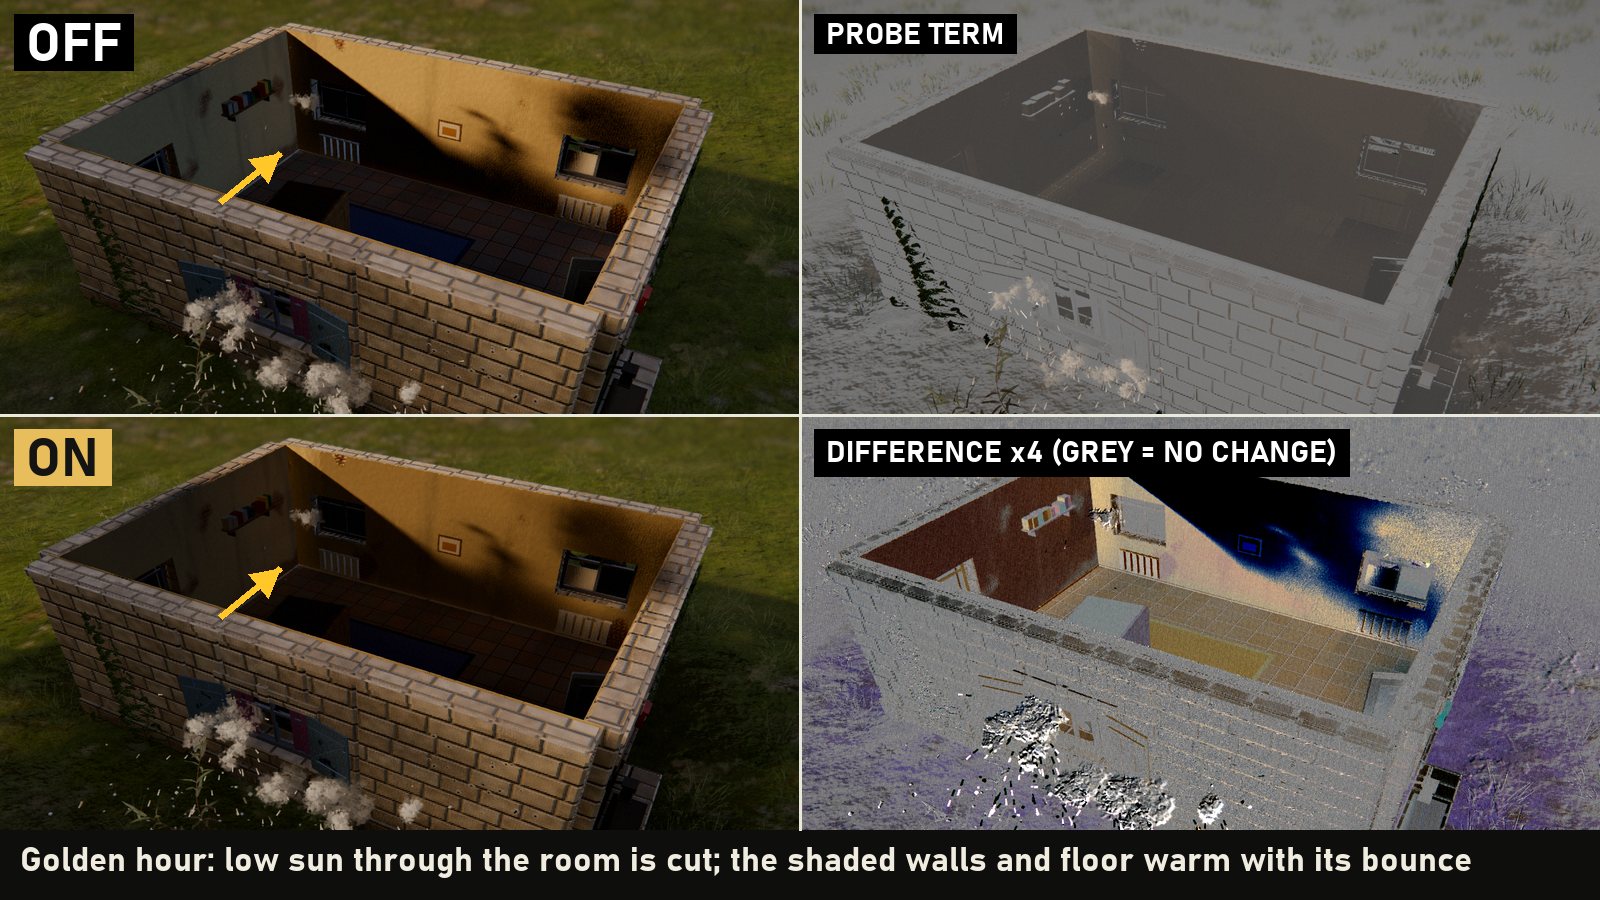 OFF
PROBE TERM
ON
DIFFERENCE x4 (GREY = NO CHANGE)
Golden hour: low sun through the room is cut; the shaded walls and floor warm with its bounce